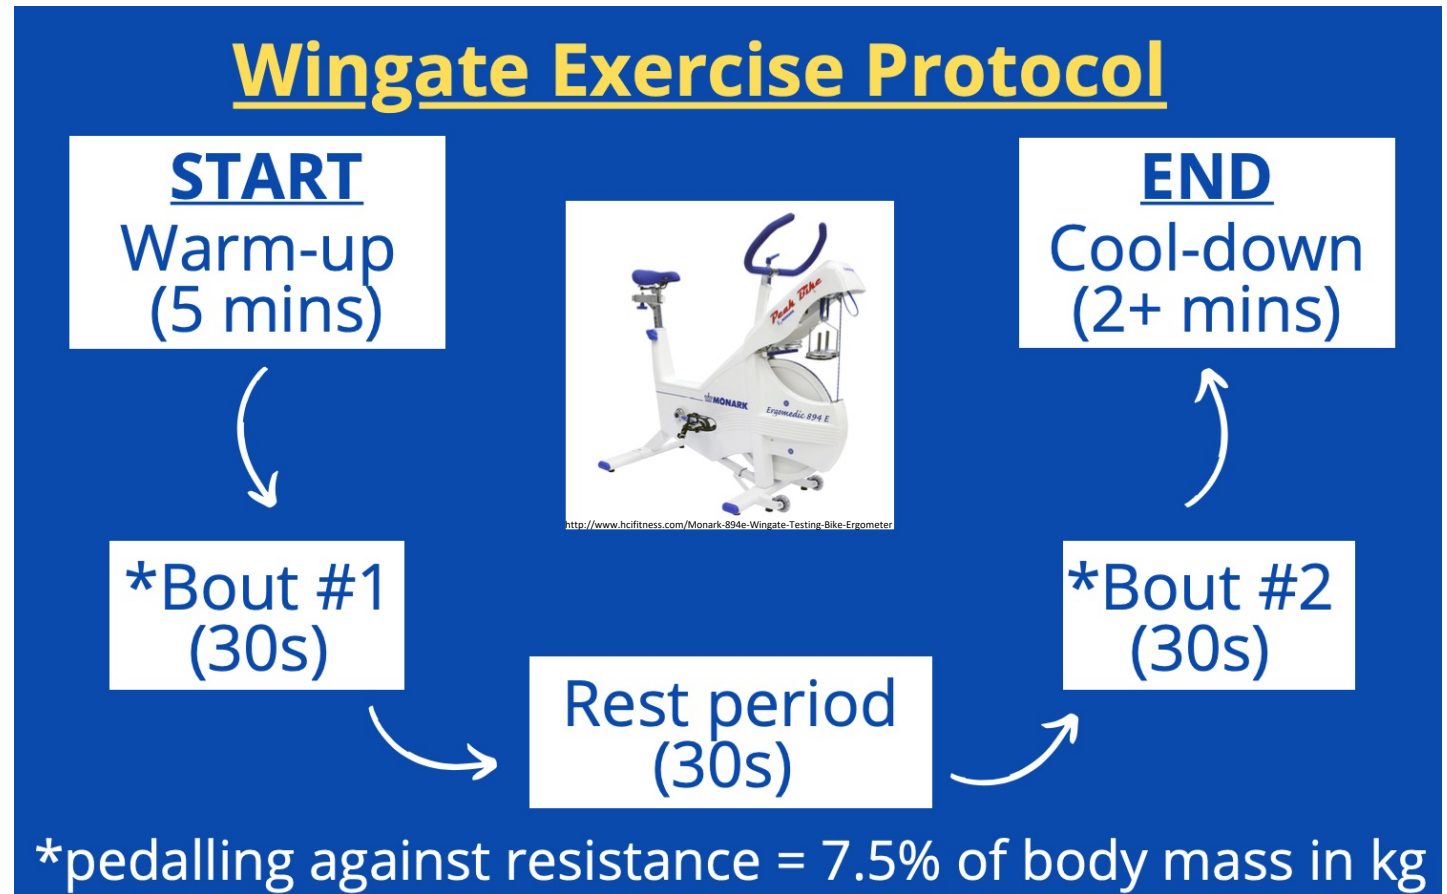 Wingate Exercise Protocol
START
Warm-up
(5 mins)
*Bout #1
(30s)
Rest period
(30s)
*Bout #2
(30s)
END
Cool-down
(2+ mins)
Peak Bike
MONARK
Ergomedic 894 E
http://www.hcifitness.com/Monark-894e-Wingate-Testing-Bike-Ergometer
*pedalling against resistance = 7.5% of body mass in kg